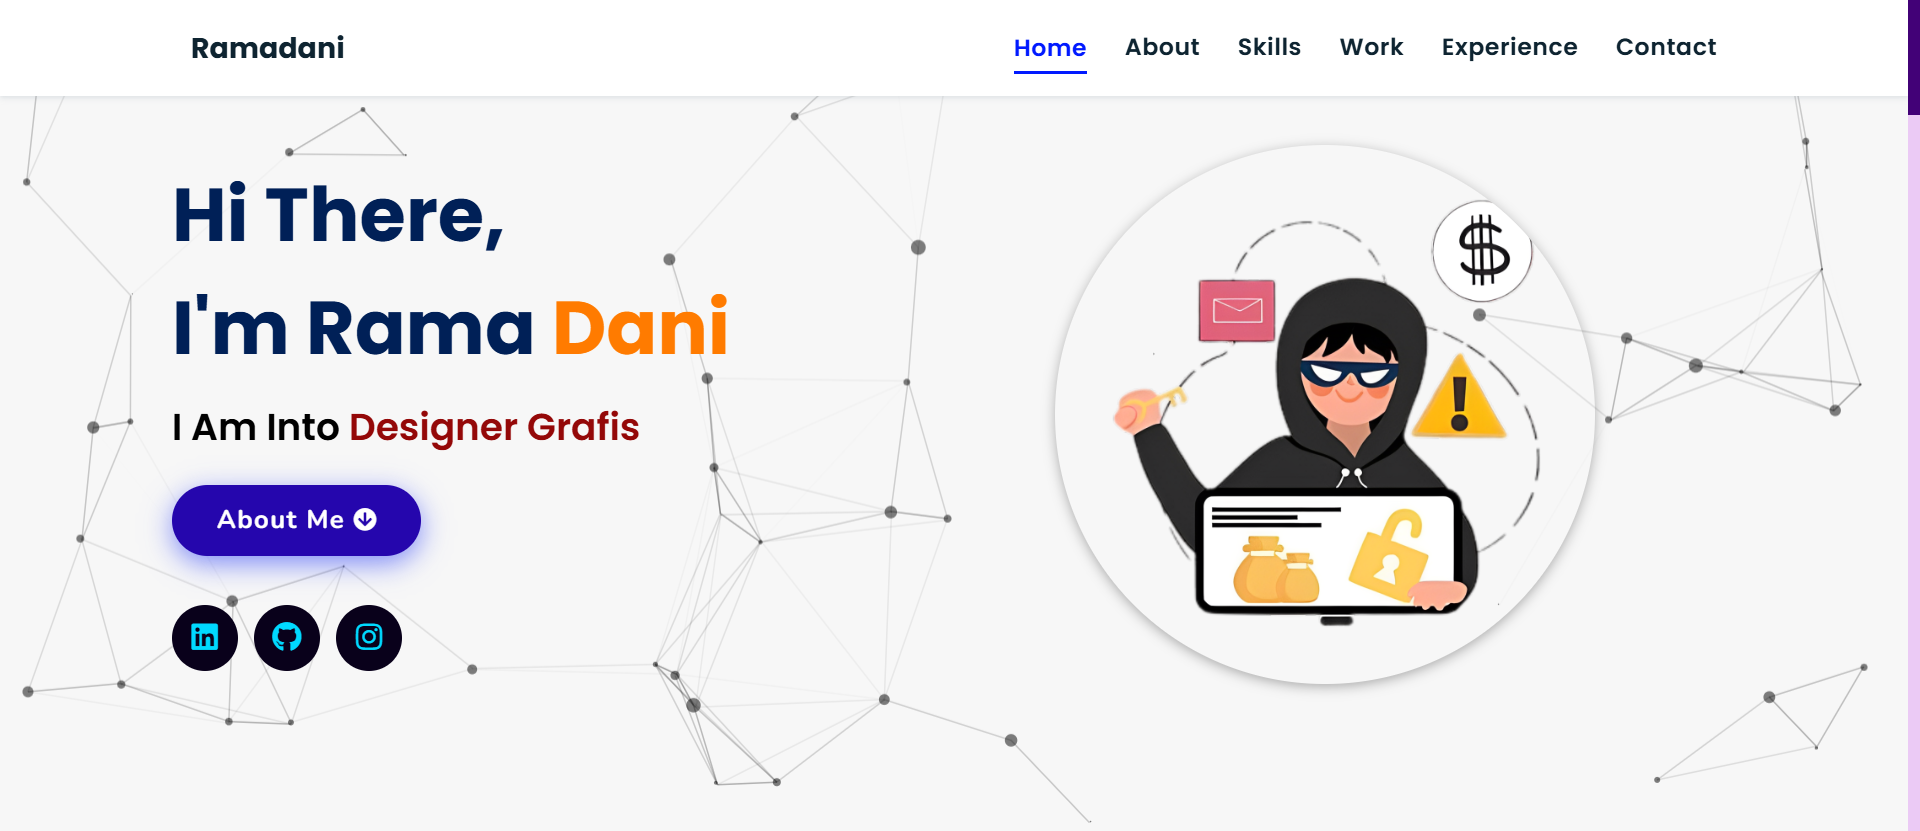 Ramadani
Home About Skills Work Experience Contact
Hi There,
I'm Rama Dani
I Am Into Designer Grafis
About Me